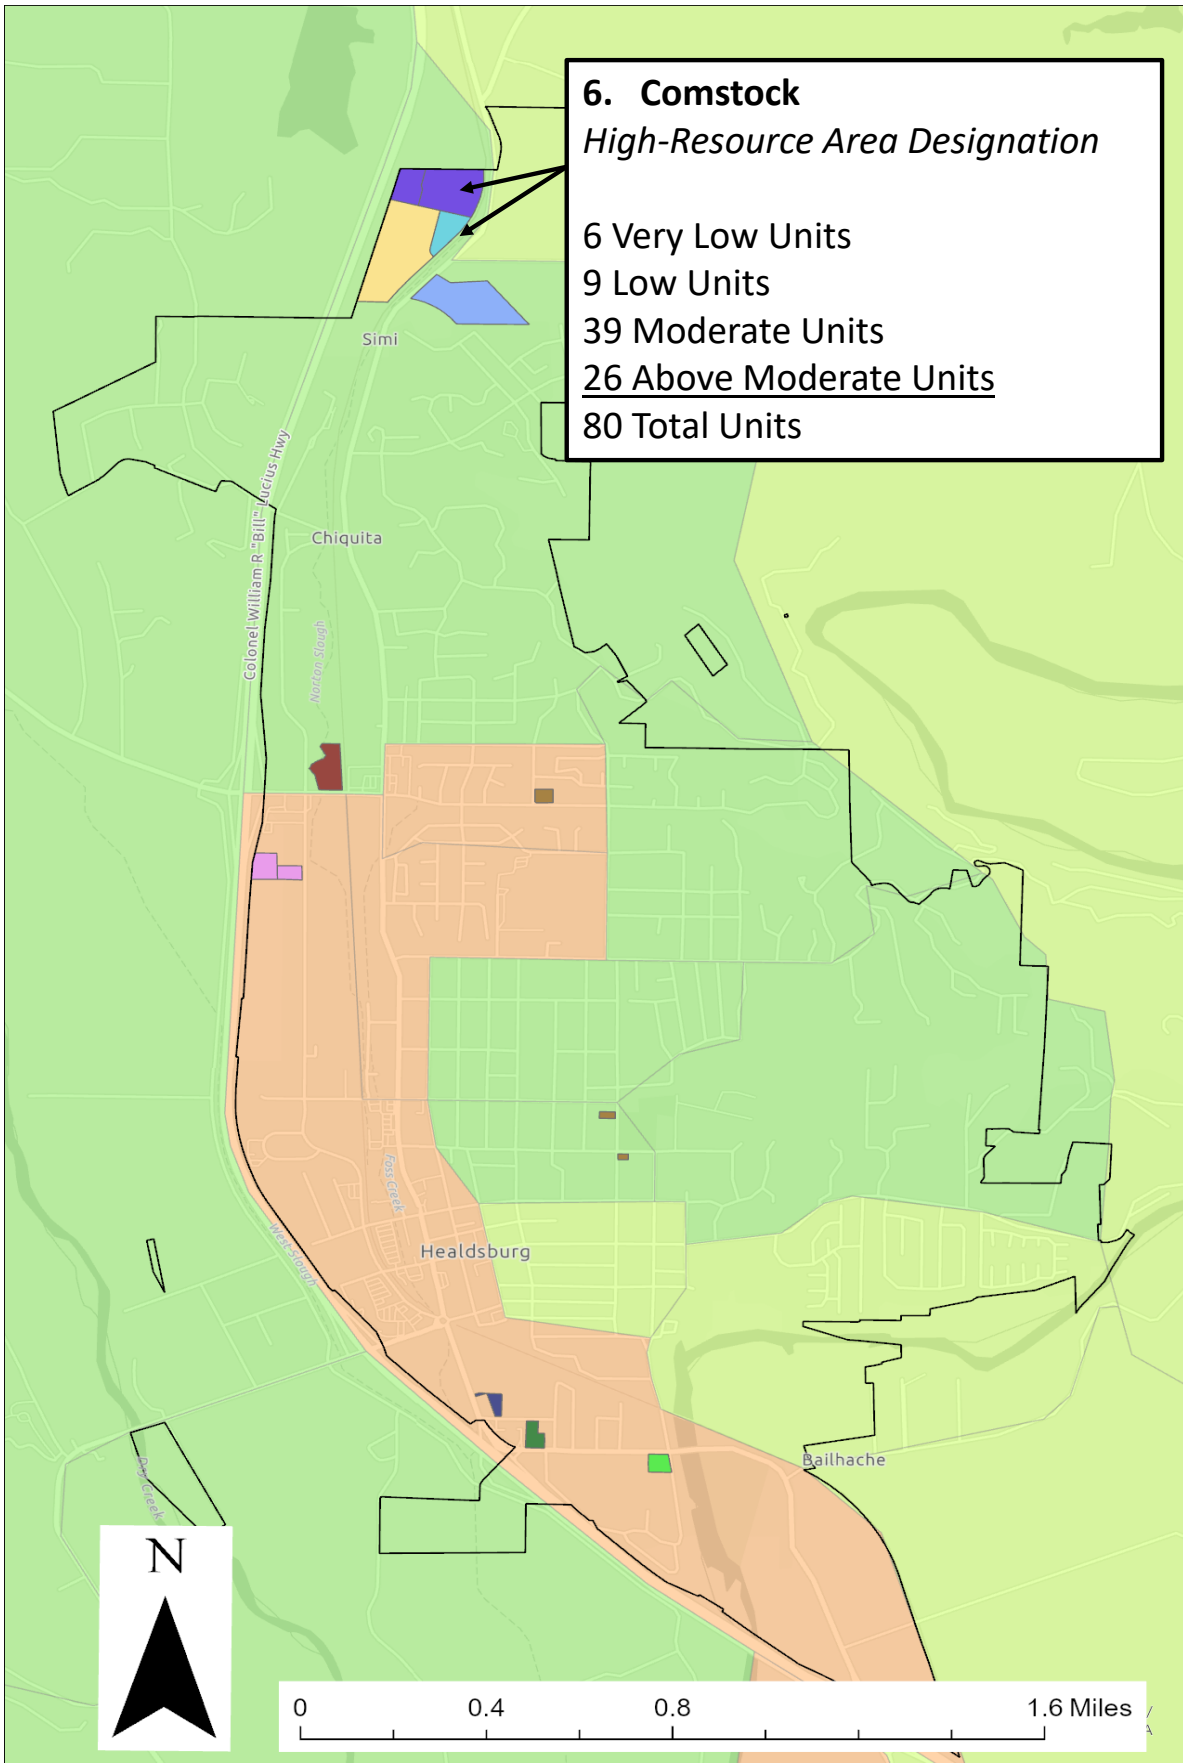 6. Comstock
High-Resource Area Designation
6 Very Low Units
9 Low Units
39 Moderate Units
26 Above Moderate Units
80 Total Units
Simi
Colonel William R "Bill" Lucius Hwy
Chiquita
Norton Slough
Foss Creek
West Slough
Healdsburg
Bailhache
Dry Creek
N
0 0.4 0.8 1.6 Miles